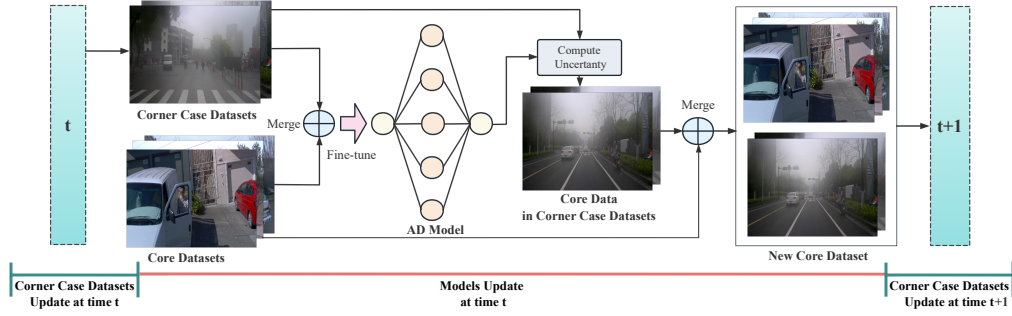 t
Corner Case Datasets
Merge
Fine-tune
Core Datasets
AD Model
Compute
Uncertanty
Core Data
in Corner Case Datasets
Merge
New Core Dataset
t+1
Corner Case Datasets
Update at time t
Models Update
at time t
Corner Case Datasets
Update at time t+1